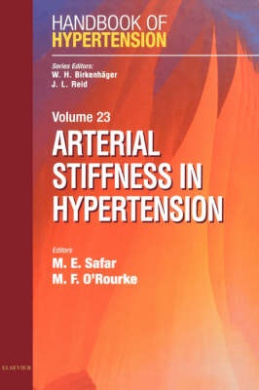 HANDBOOK OF
HYPERTENSION
Series Editors:
W. H. Birkenhäger
J. L. Reid
Volume 23
ARTERIAL
STIFFNESS IN
HYPERTENSION
Editors
M. E. Safar
M. F. O'Rourke
ELSEVIER